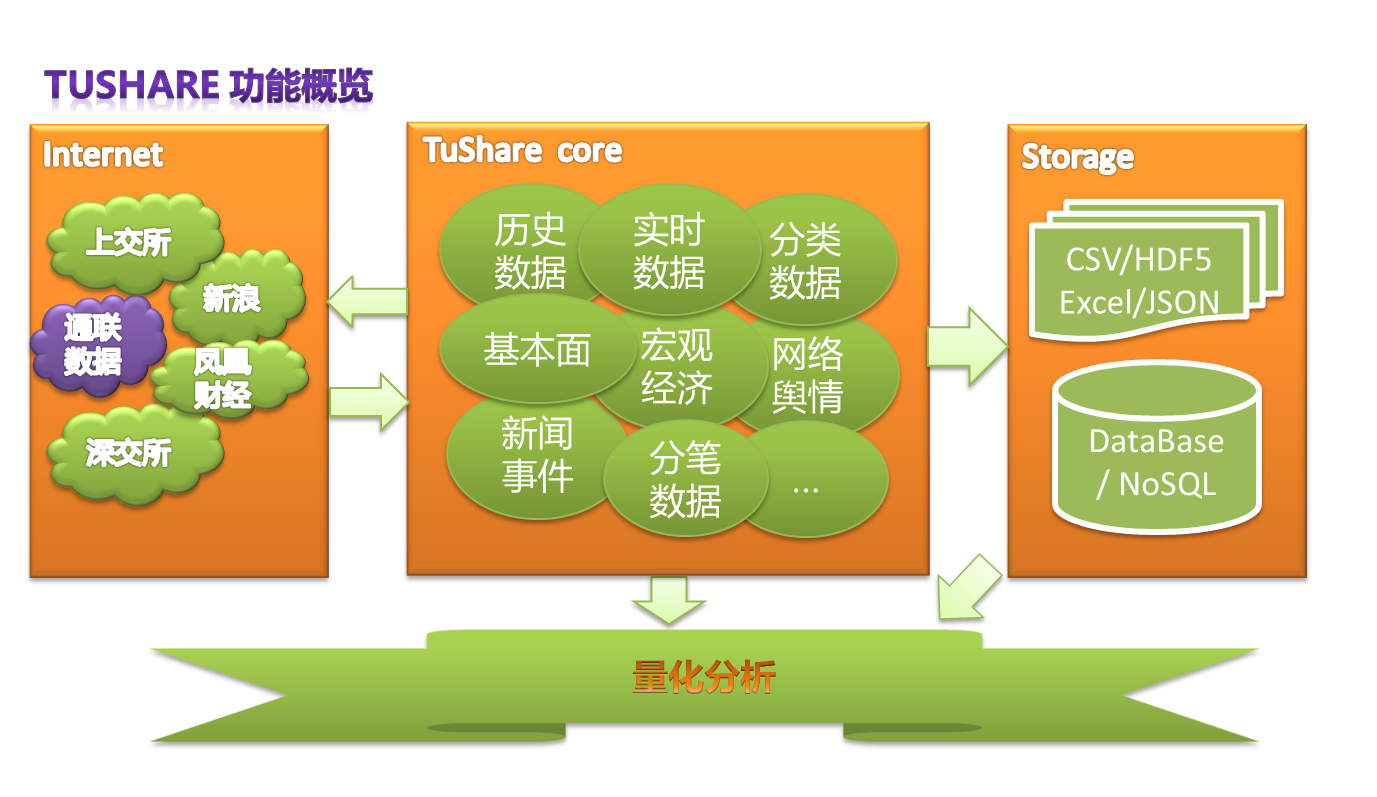 TUSHARE 功能概览
Internet
上交所
新浪
通联
数据
凤凰
财经
深交所
TuShare core
历史
数据
实时
数据
分类
数据
基本面
宏观
经济
网络
舆情
新闻
事件
分笔
数据
...
Storage
CSV/HDF5
Excel/JSON
DataBase
/ NoSQL
量化分析